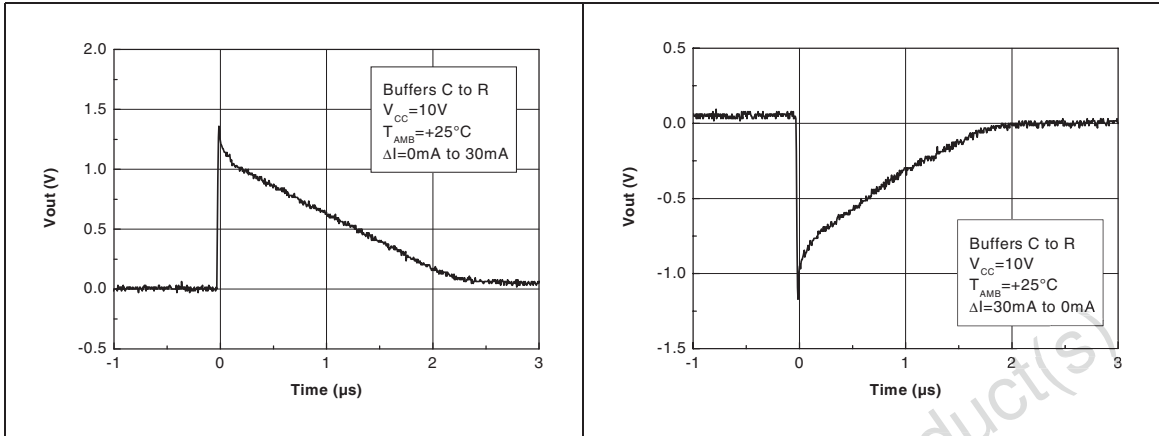 2.0
1.5
1.0
0.5
0.0
-0.5
-1
0
1
2
3
Vout (V)
Time (µs)
Buffers C to R
VCC=10V
TAMB=+25°C
ΔI=0mA to 30mA
0.5
0.0
-0.5
-1.0
-1.5
-1
0
1
2
3
Vout (V)
Time (µs)
Buffers C to R
VCC=10V
TAMB=+25°C
ΔI=30mA to 0mA
duct(s)